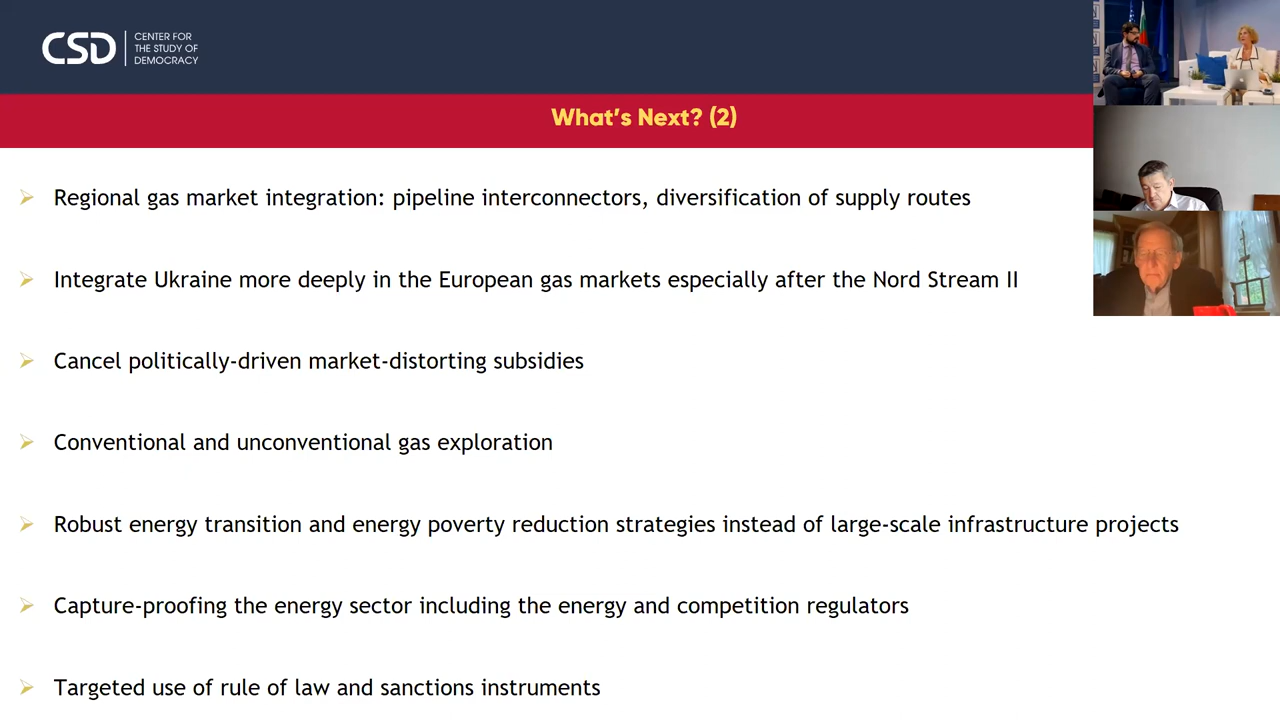 CSD
CENTER FOR
THE STUDY OF
DEMOCRACY
What's Next? (2)
Regional gas market integration: pipeline interconnectors, diversification of supply routes
Integrate Ukraine more deeply in the European gas markets especially after the Nord Stream II
Cancel politically-driven market-distorting subsidies
Conventional and unconventional gas exploration
Robust energy transition and energy poverty reduction strategies instead of large-scale infrastructure projects
Capture-proofing the energy sector including the energy and competition regulators
Targeted use of rule of law and sanctions instruments